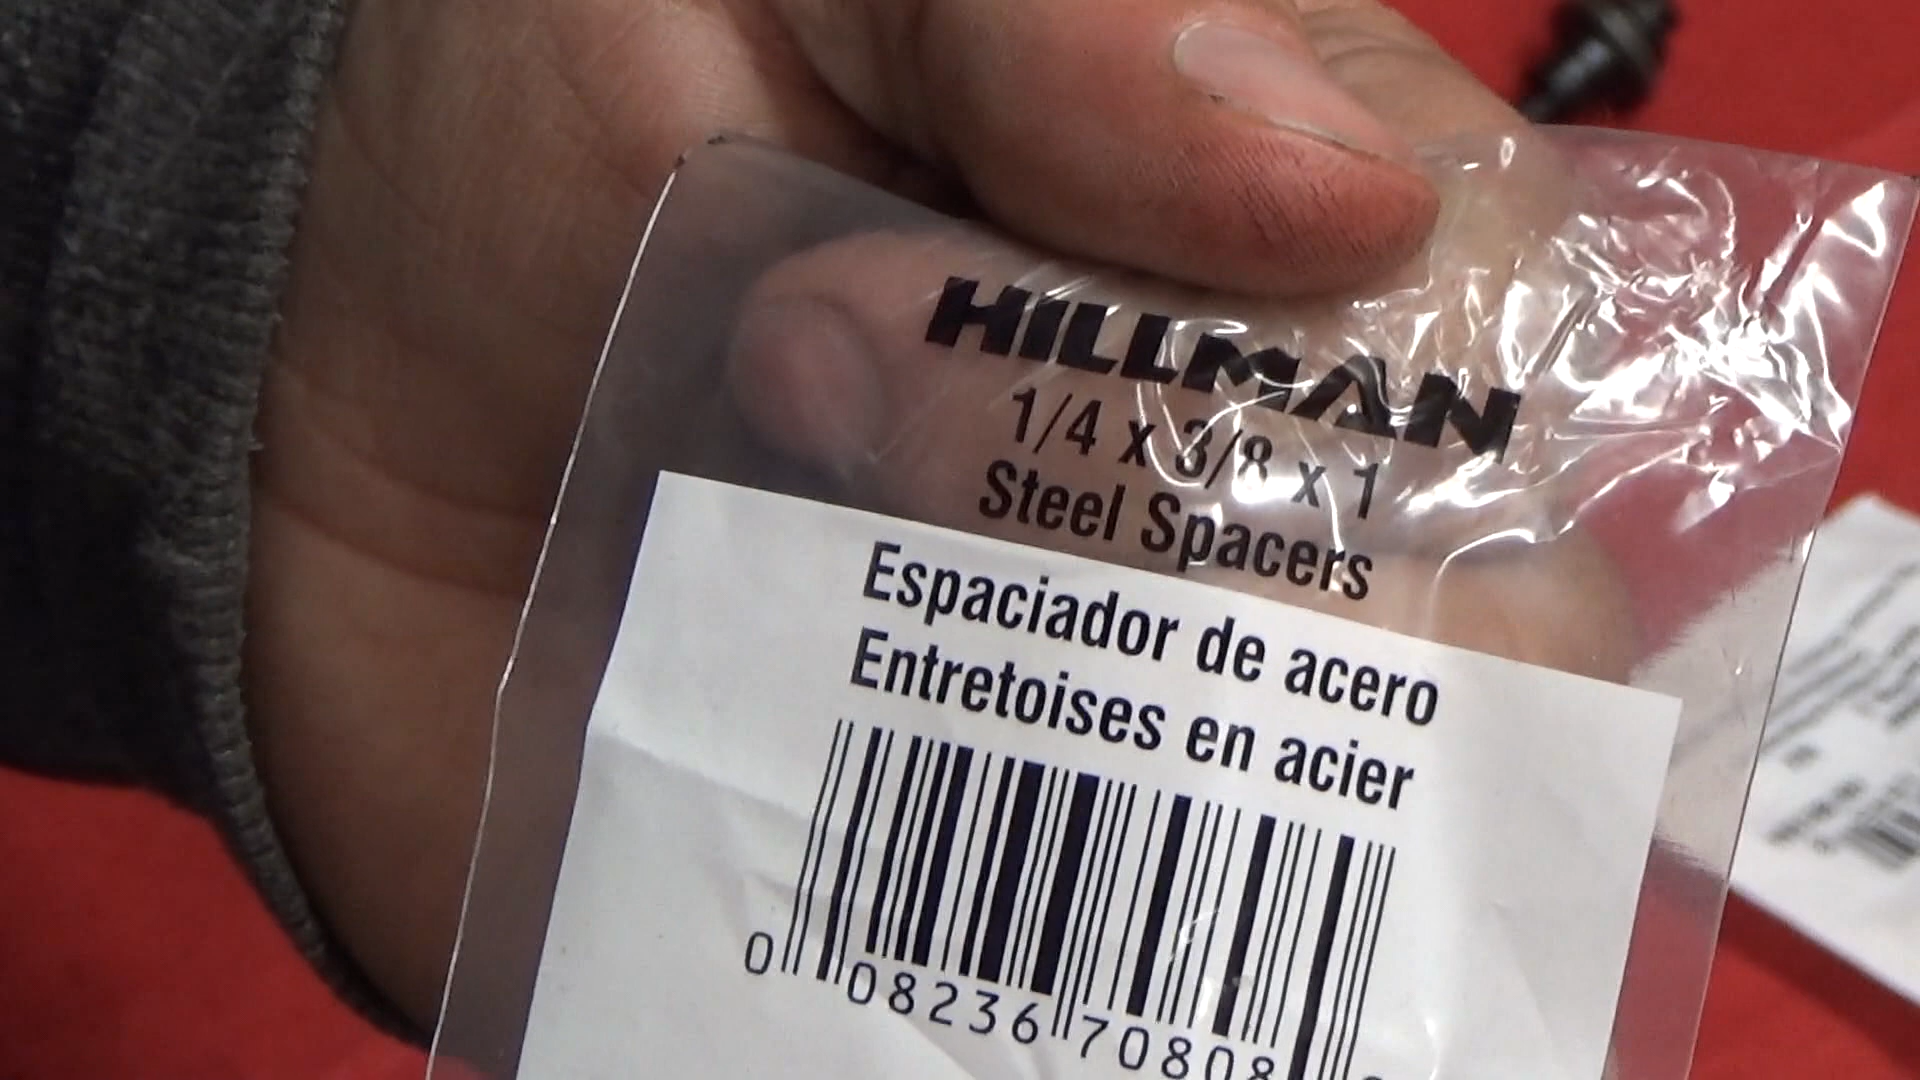 HILLMAN
1/4 x 3/8 x 1
Steel Spacers
Espaciador de acero
Entretoises en acier
0 08236 70808